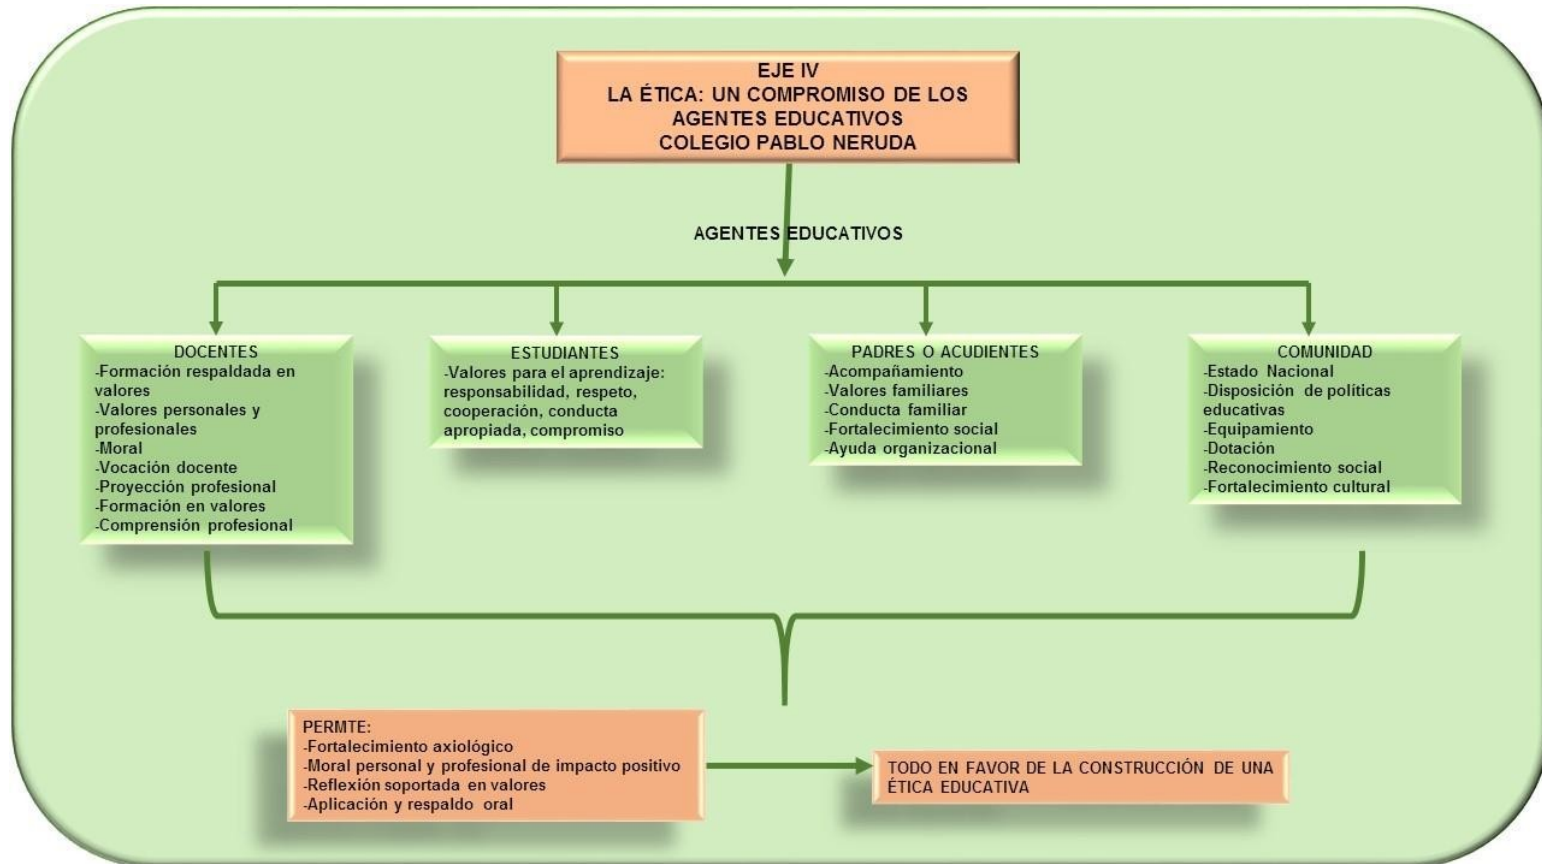 EJE IV
LA ÉTICA: UN COMPROMISO DE LOS
AGENTES EDUCATIVOS
COLEGIO PABLO NERUDA
AGENTES EDUCATIVOS
DOCENTES
-Formación respaldada en
valores
-Valores personales y
profesionales
-Moral
-Vocación docente
-Proyección profesional
-Formación en valores
-Comprensión profesional
ESTUDIANTES
-Valores para el aprendizaje:
responsabilidad, respeto,
cooperación, conducta
apropiada, compromiso
PADRES O ACUDIENTES
-Acompañamiento
-Valores familiares
-Conducta familiar
-Fortalecimiento social
-Ayuda organizacional
COMUNIDAD
-Estado Nacional
-Disposición de políticas
educativas
-Equipamiento
-Dotación
-Reconocimiento social
-Fortalecimiento cultural
PERMTE:
-Fortalecimiento axiológico
-Moral personal y profesional de impacto positivo
-Reflexión soportada en valores
-Aplicación y respaldo oral
TODO EN FAVOR DE LA CONSTRUCCIÓN DE UNA
ÉTICA EDUCATIVA